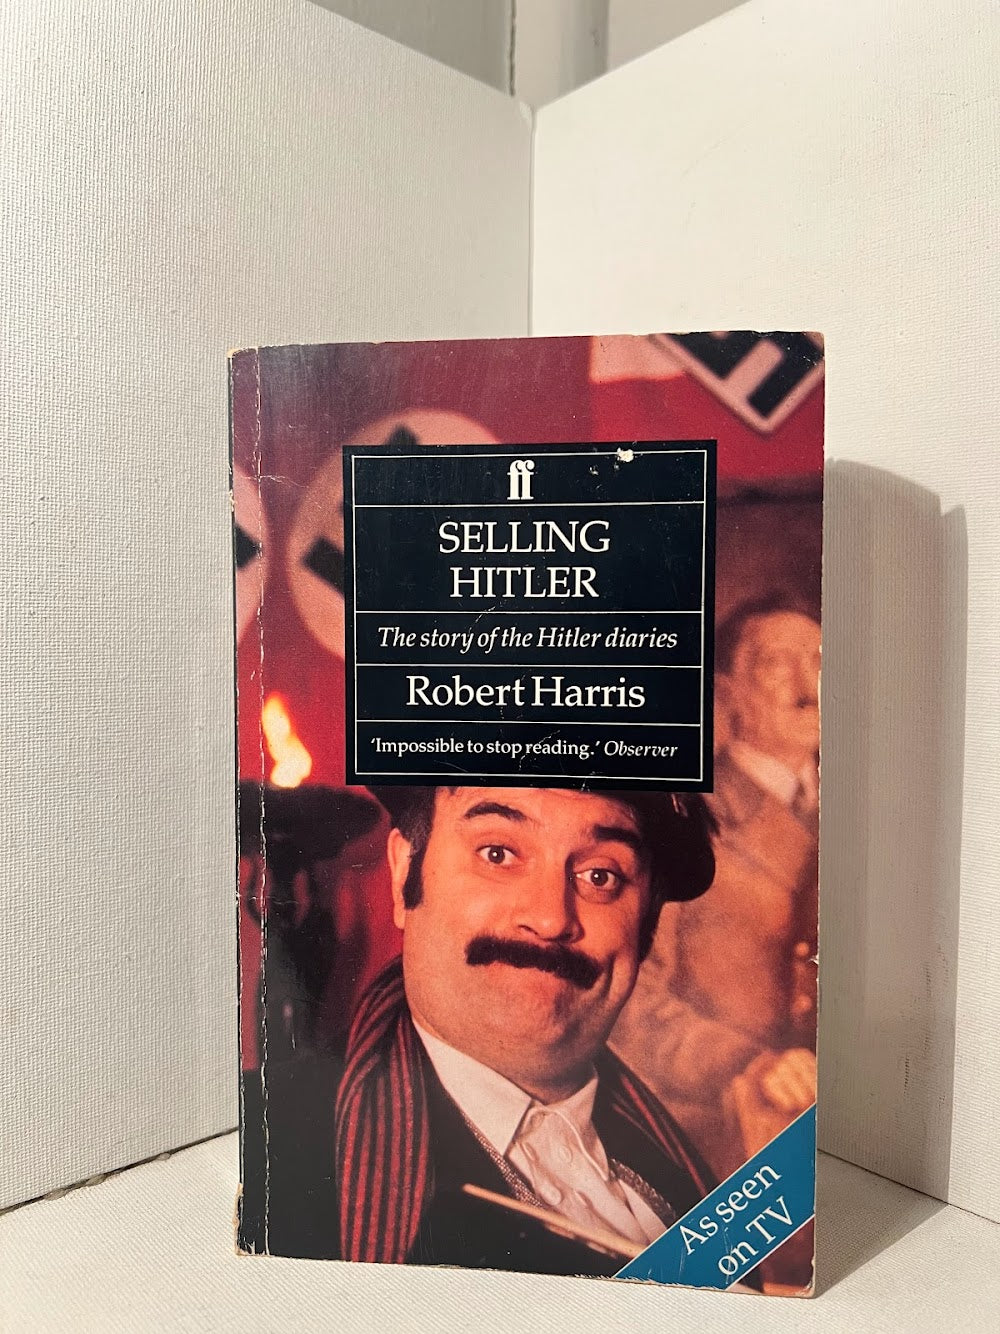 ff
SELLING
HITLER
The story of the Hitler diaries
Robert Harris
‘Impossible to stop reading.’ Observer
As seen
on TV